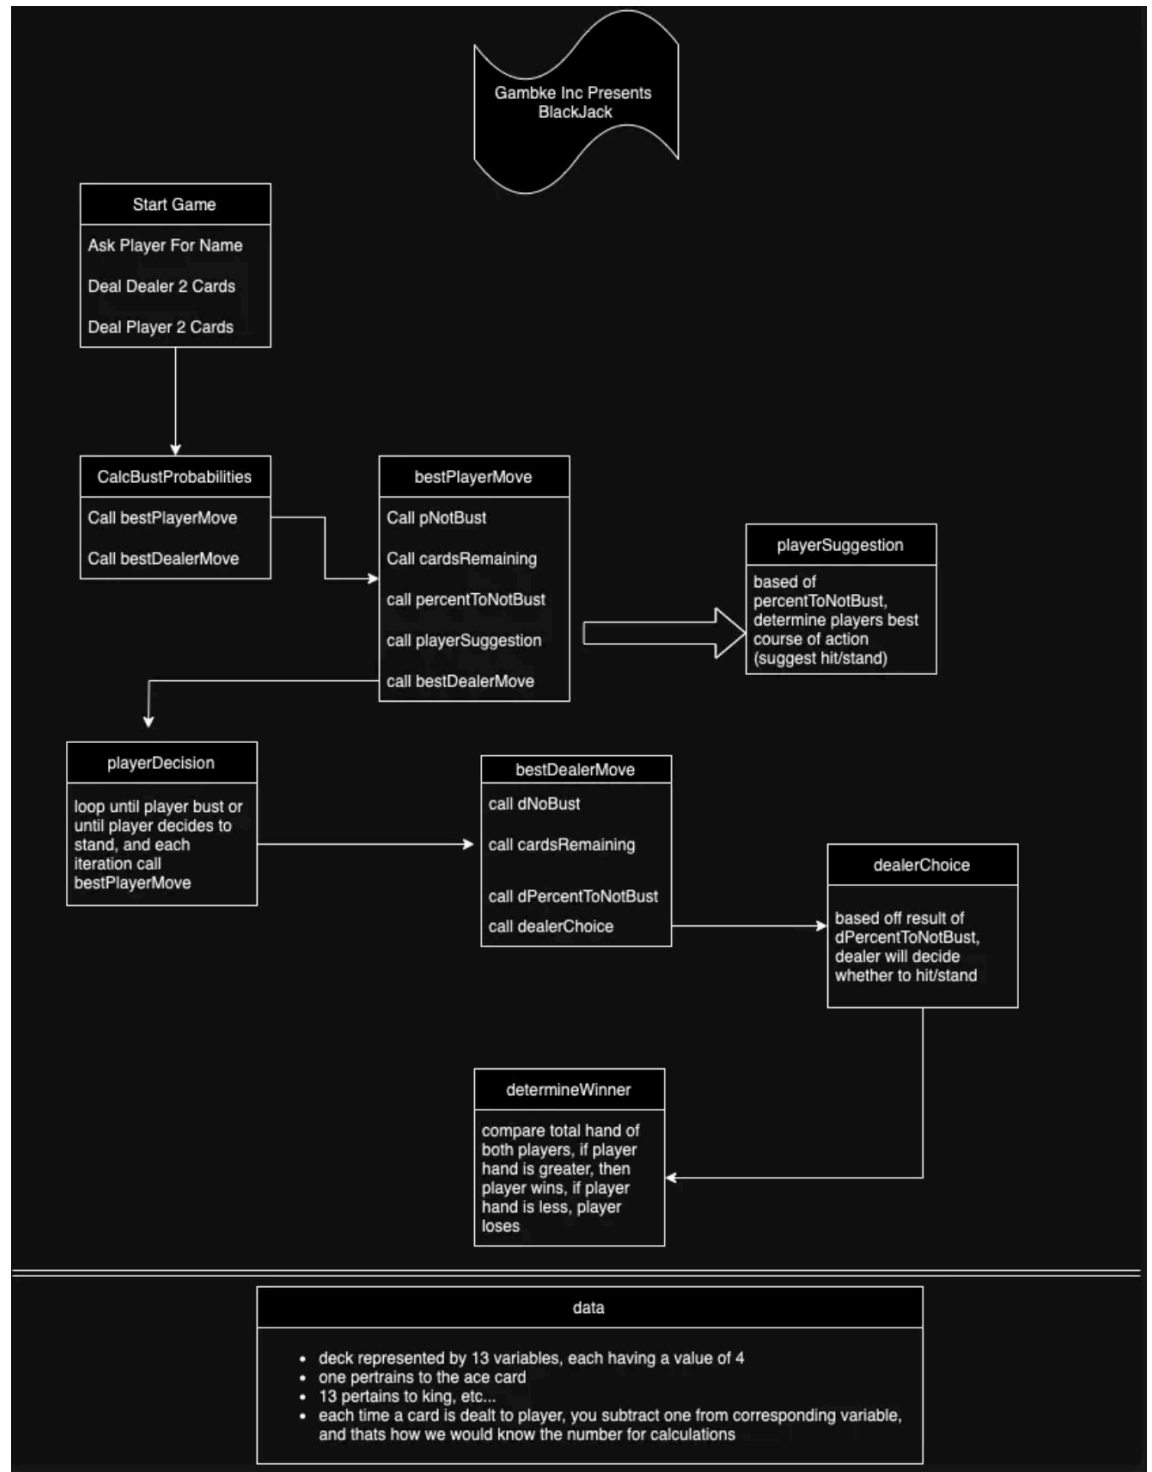 Gambke Inc Presents
BlackJack
Start Game
Ask Player For Name
Deal Dealer 2 Cards
Deal Player 2 Cards
CalcBustProbabilities
Call bestPlayerMove
Call bestDealerMove
bestPlayerMove
Call pNotBust
Call cardsRemaining
call percentToNotBust
call playerSuggestion
call bestDealerMove
playerSuggestion
based of
percentToNotBust,
determine players best
course of action
(suggest hit/stand)
playerDecision
loop until player bust or
until player decides to
stand, and each
iteration call
bestPlayerMove
bestDealerMove
call dNoBust
call cardsRemaining
call dPercentToNotBust
call dealerChoice
dealerChoice
based off result of
dPercentToNotBust,
dealer will decide
whether to hit/stand
determineWinner
compare total hand of
both players, if player
hand is greater, then
player wins, if player
hand is less, player
loses
data
• deck represented by 13 variables, each having a value of 4
• one pertrains to the ace card
• 13 pertains to king, etc...
• each time a card is dealt to player, you subtract one from corresponding variable,
and thats how we would know the number for calculations